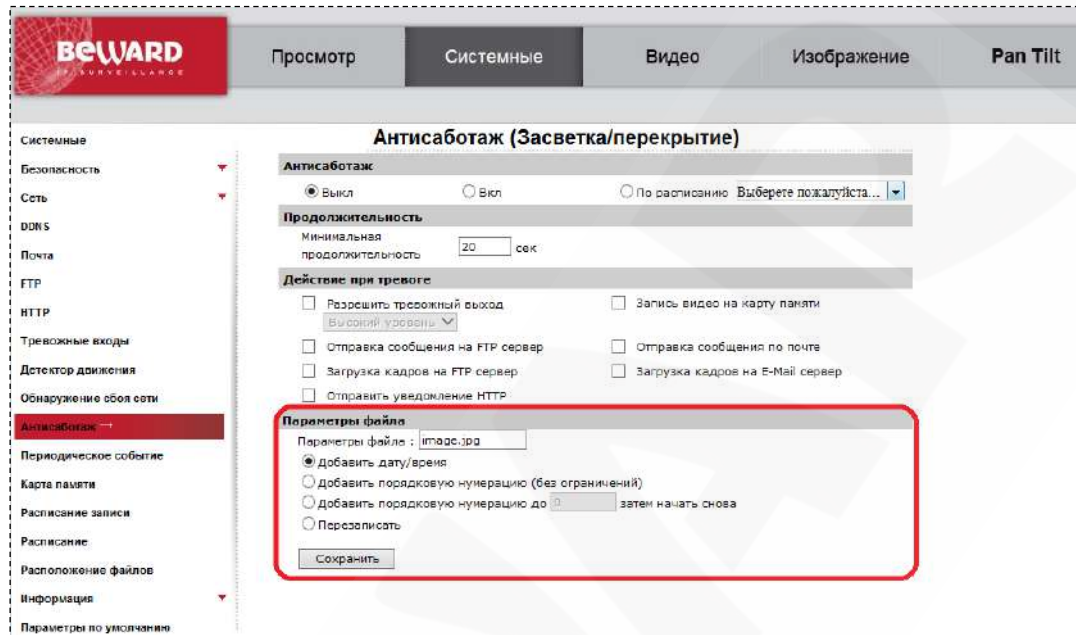 BEWARD
IP SURVEILLANCE
Просмотр
Системные
Видео
Изображение
Pan Tilt
Системные
Безопасность
Сеть
DDNS
Почта
FTP
HTTP
Тревожные входы
Детектор движения
Обнаружение сбоя сети
Антисаботаж
Периодическое событие
Карта памяти
Расписание записи
Расписание
Расположение файлов
Информация
Параметры по умолчанию
Антисаботаж (Засветка/перекрытие)
Антисаботаж
Выкл Вкл По расписанию Выберете пожалуйста...
Продолжительность
Минимальная
продолжительность 20 сек
Действие при тревоге
Разрешить тревожный выход Запись видео на карту памяти
Высокий уровень
Отправка сообщения на FTP сервер Отправка сообщения по почте
Загрузка кадров на FTP сервер Загрузка кадров на E-Mail сервер
Отправить уведомление HTTP
Параметры файла
Параметры файла : image.jpg
Добавить дату/время
Добавить порядковую нумерацию (без ограничений)
Добавить порядковую нумерацию до 0 затем начать снова
Перезаписать
Сохранить